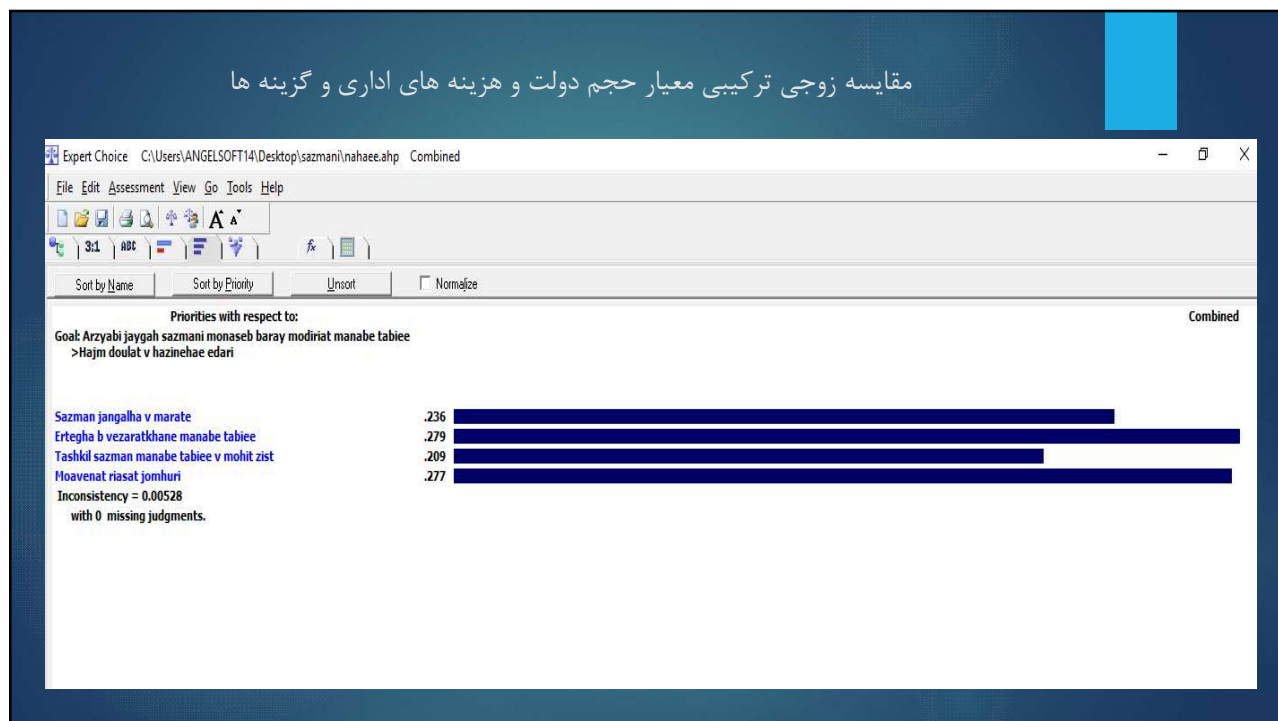 مقایسه زوجی ترکیبی معیار حجم دولت و هزینه های اداری و گزینه ها
Expert Choice C:\Users\ANGELSOFT14\Desktop\sazmani\nahaee.ahp Combined
File Edit Assessment View Go Tools Help
A A
3:1 ABC fx
Sort by Name Sort by Priority Unsort Normalize
Priorities with respect to: Combined
Goal: Arzyabi jaygah sazmani monaseb baray modiriat manabe tabiee
>Hajm doulat v hazinehae edari
Sazman jangalha v marate .236
Ertegha b vezaratkhane manabe tabiee .279
Tashkil sazman manabe tabiee v mohit zist .209
Moavenat riasat jomhuri .277
Inconsistency = 0.00528
with 0 missing judgments.